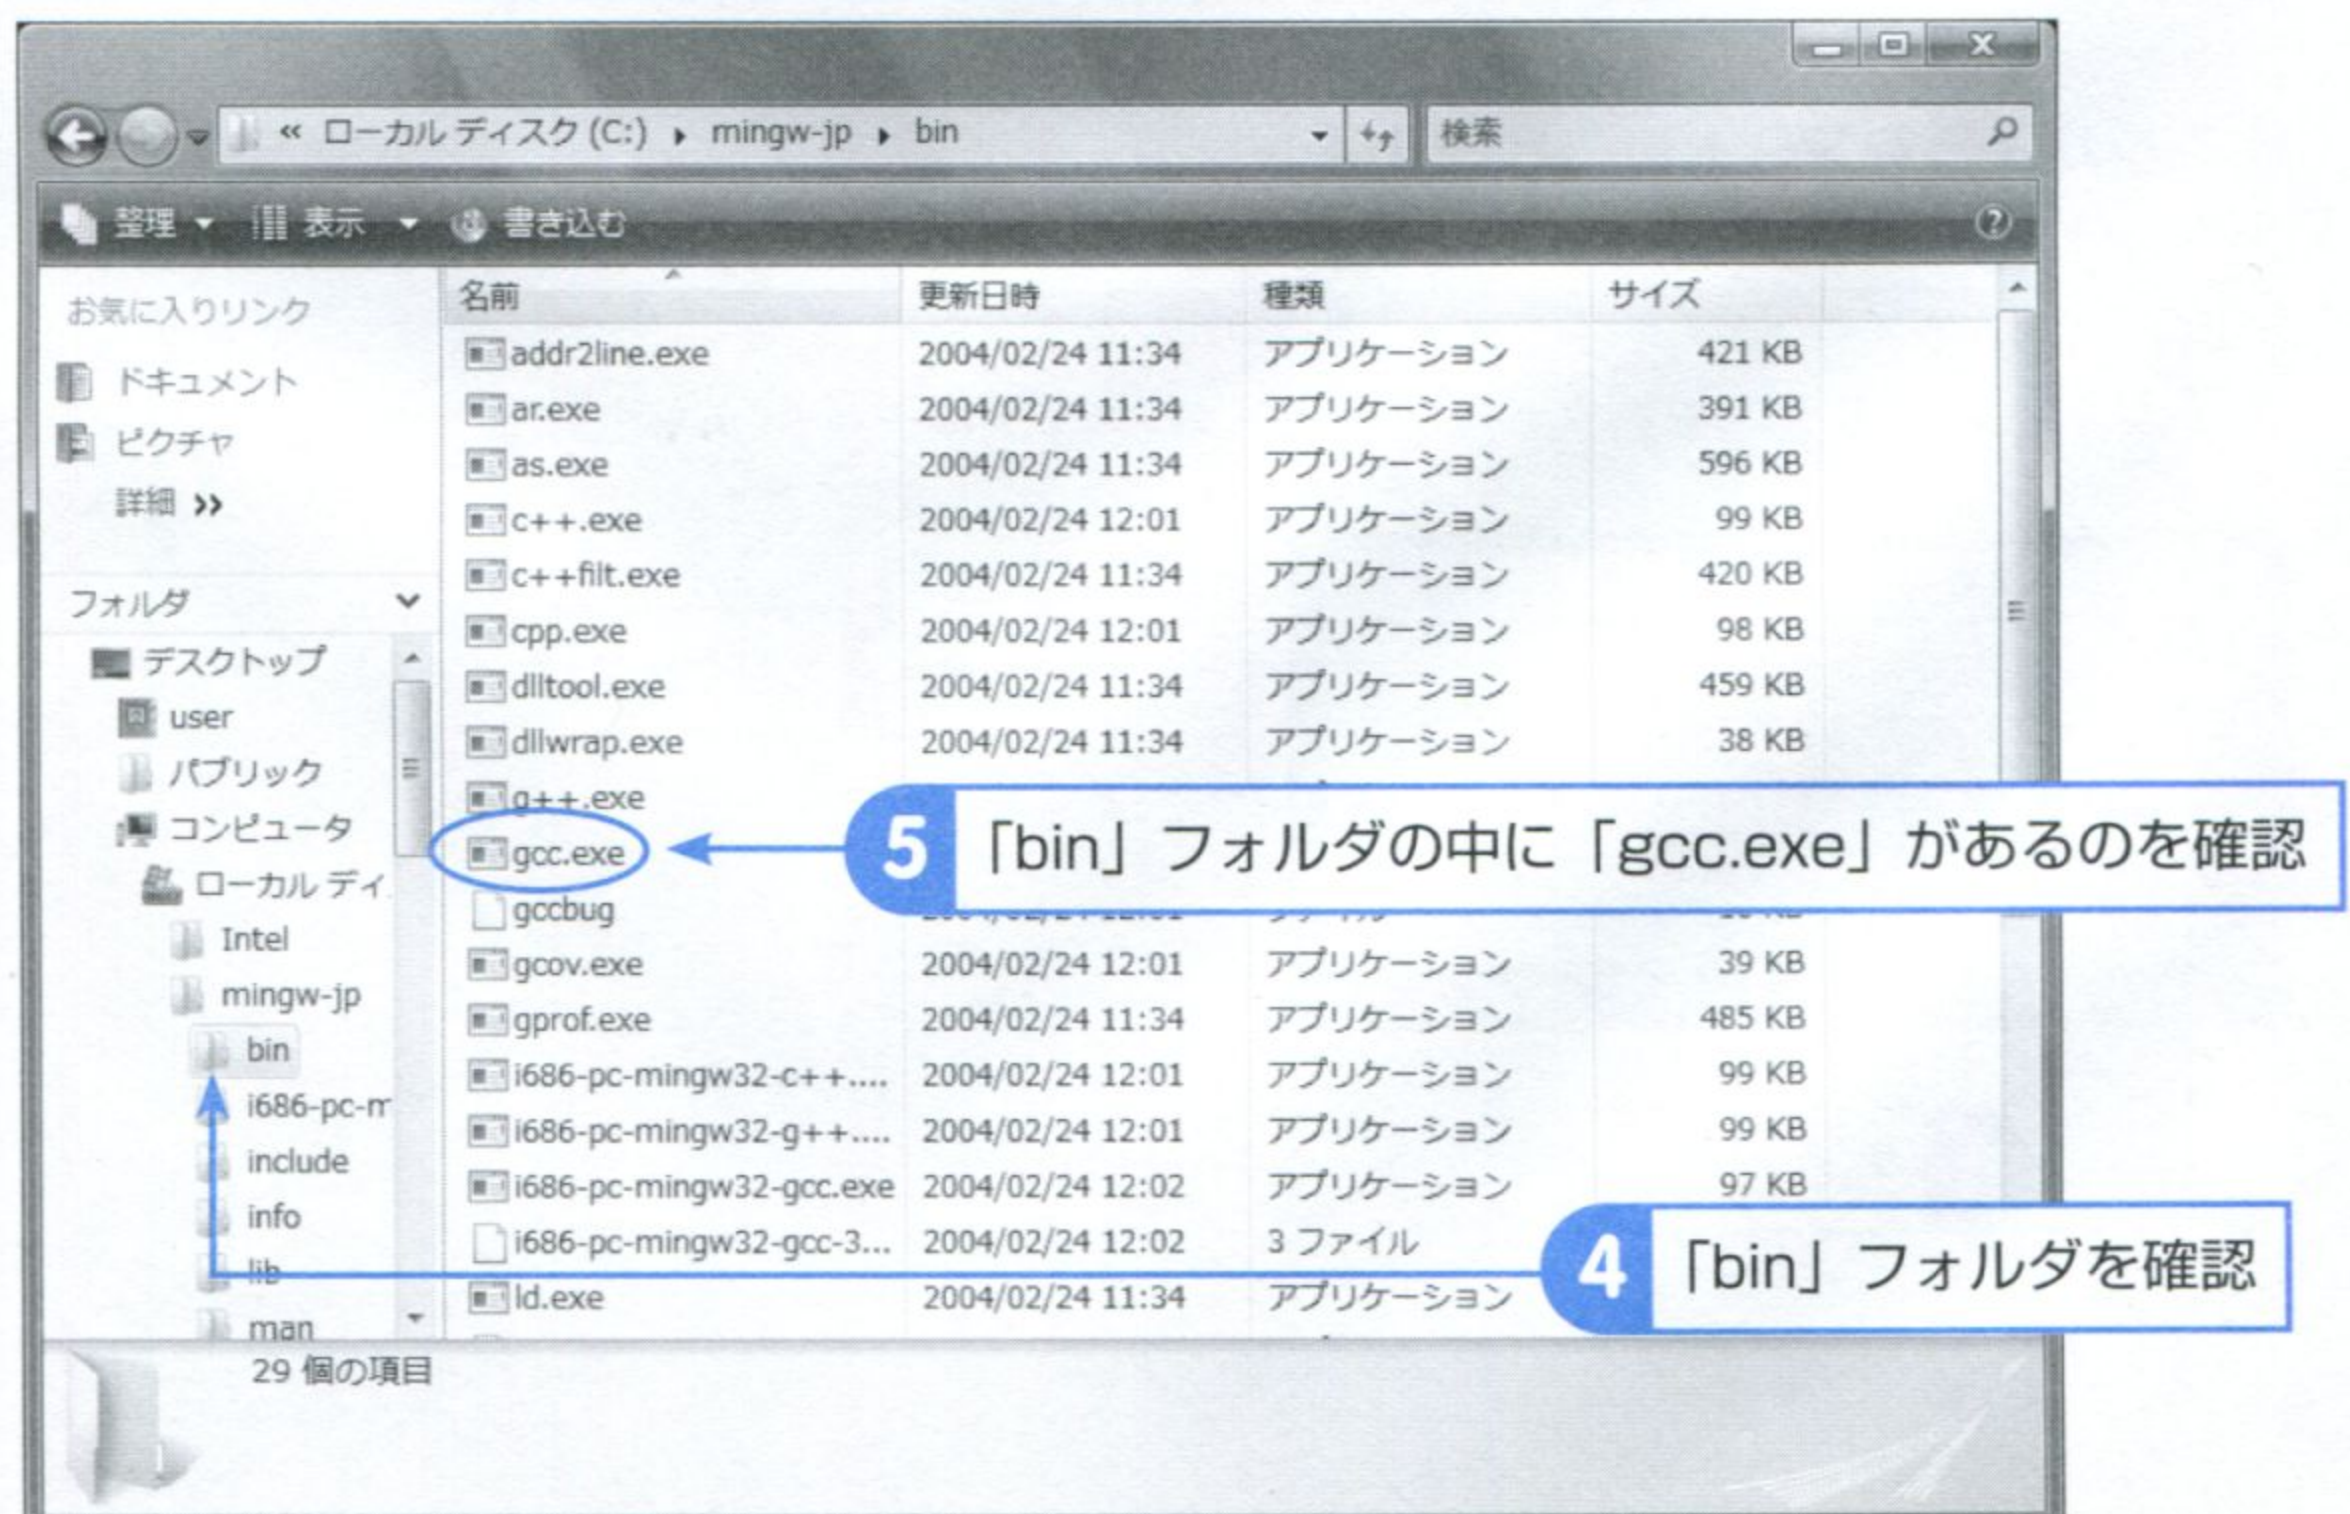 « ローカル ディスク (C:) ▸ mingw-jp ▸ bin
検索
整理 表示 書き込む
お気に入りリンク
ドキュメント
ピクチャ
詳細 »
フォルダ
デスクトップ
user
パブリック
コンピュータ
ローカル ディ
Intel
mingw-jp
bin
i686-pc-m
include
info
lib
man
名前 更新日時 種類 サイズ
addr2line.exe 2004/02/24 11:34 アプリケーション 421 KB
ar.exe 2004/02/24 11:34 アプリケーション 391 KB
as.exe 2004/02/24 11:34 アプリケーション 596 KB
c++.exe 2004/02/24 12:01 アプリケーション 99 KB
c++filt.exe 2004/02/24 11:34 アプリケーション 420 KB
cpp.exe 2004/02/24 12:01 アプリケーション 98 KB
dlltool.exe 2004/02/24 11:34 アプリケーション 459 KB
dllwrap.exe 2004/02/24 11:34 アプリケーション 38 KB
g++.exe
gcc.exe
5 「bin」フォルダの中に「gcc.exe」があるのを確認
gccbug
gcov.exe 2004/02/24 12:01 アプリケーション 39 KB
gprof.exe 2004/02/24 11:34 アプリケーション 485 KB
i686-pc-mingw32-c++.... 2004/02/24 12:01 アプリケーション 99 KB
i686-pc-mingw32-g++.... 2004/02/24 12:01 アプリケーション 99 KB
i686-pc-mingw32-gcc.exe 2004/02/24 12:02 アプリケーション 97 KB
i686-pc-mingw32-gcc-3... 2004/02/24 12:02 3 ファイル
4 「bin」フォルダを確認
ld.exe 2004/02/24 11:34 アプリケーション
29 個の項目